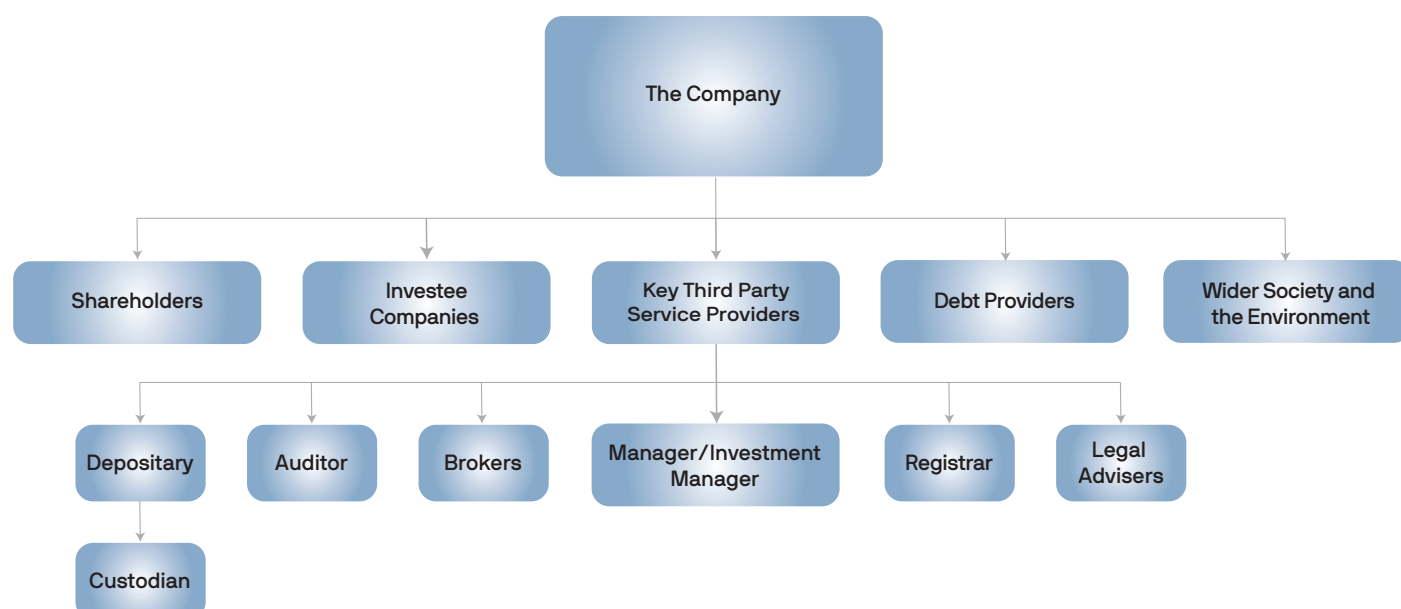 The Company
Shareholders
Investee
Companies
Key Third Party
Service Providers
Debt Providers
Wider Society and
the Environment
Depositary
Auditor
Brokers
Manager/Investment
Manager
Registrar
Legal
Advisers
Custodian